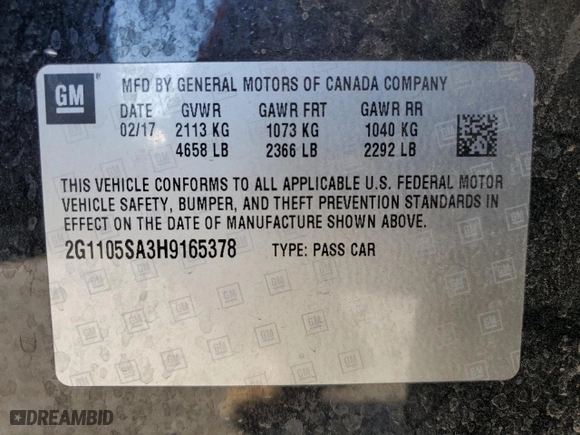 GM
®
MFD BY GENERAL MOTORS OF CANADA COMPANY
DATE GVWR GAWR FRT GAWR RR
02/17 2113 KG 1073 KG 1040 KG
4658 LB 2366 LB 2292 LB
THIS VEHICLE CONFORMS TO ALL APPLICABLE U.S. FEDERAL MOTOR
VEHICLE SAFETY, BUMPER, AND THEFT PREVENTION STANDARDS IN
EFFECT ON THE DATE OF MANUFACTURE SHOWN ABOVE.
2G1105SA3H9165378 TYPE: PASS CAR
DREAMBID